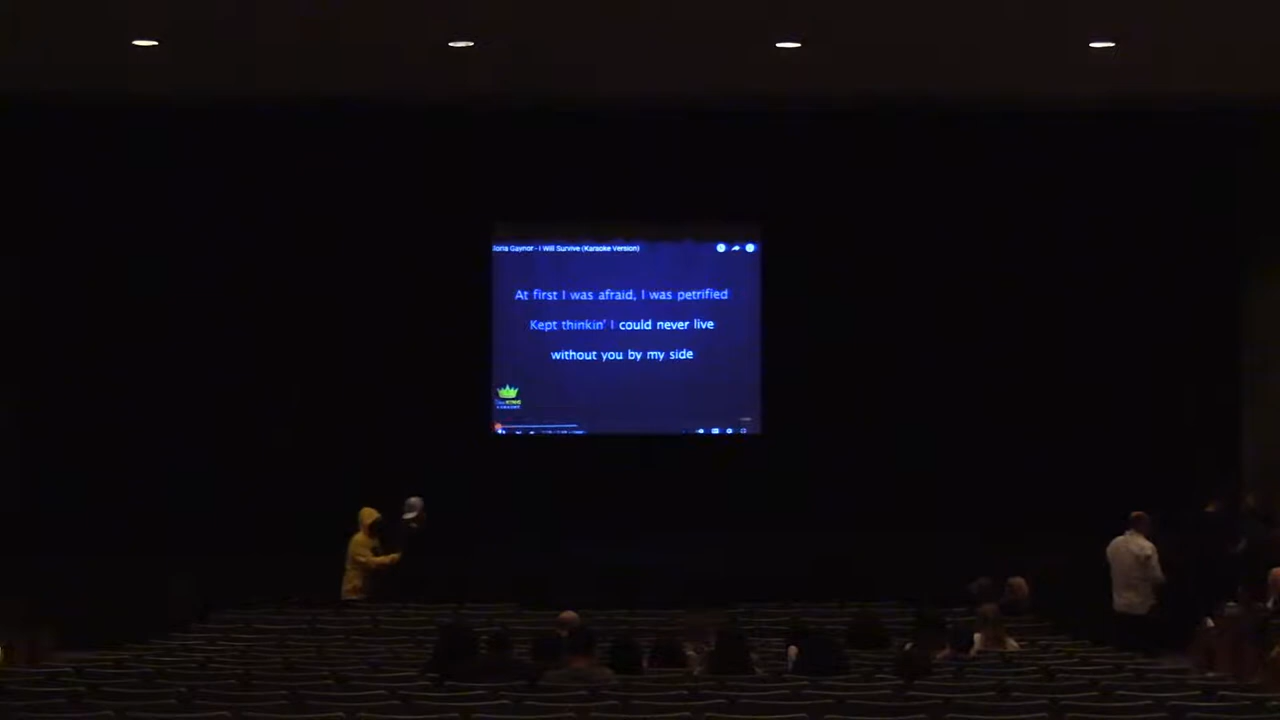 loria Gaynor - I Will Survive (Karaoke Version)
At first I was afraid, I was petrified
Kept thinkin' I could never live
without you by my side